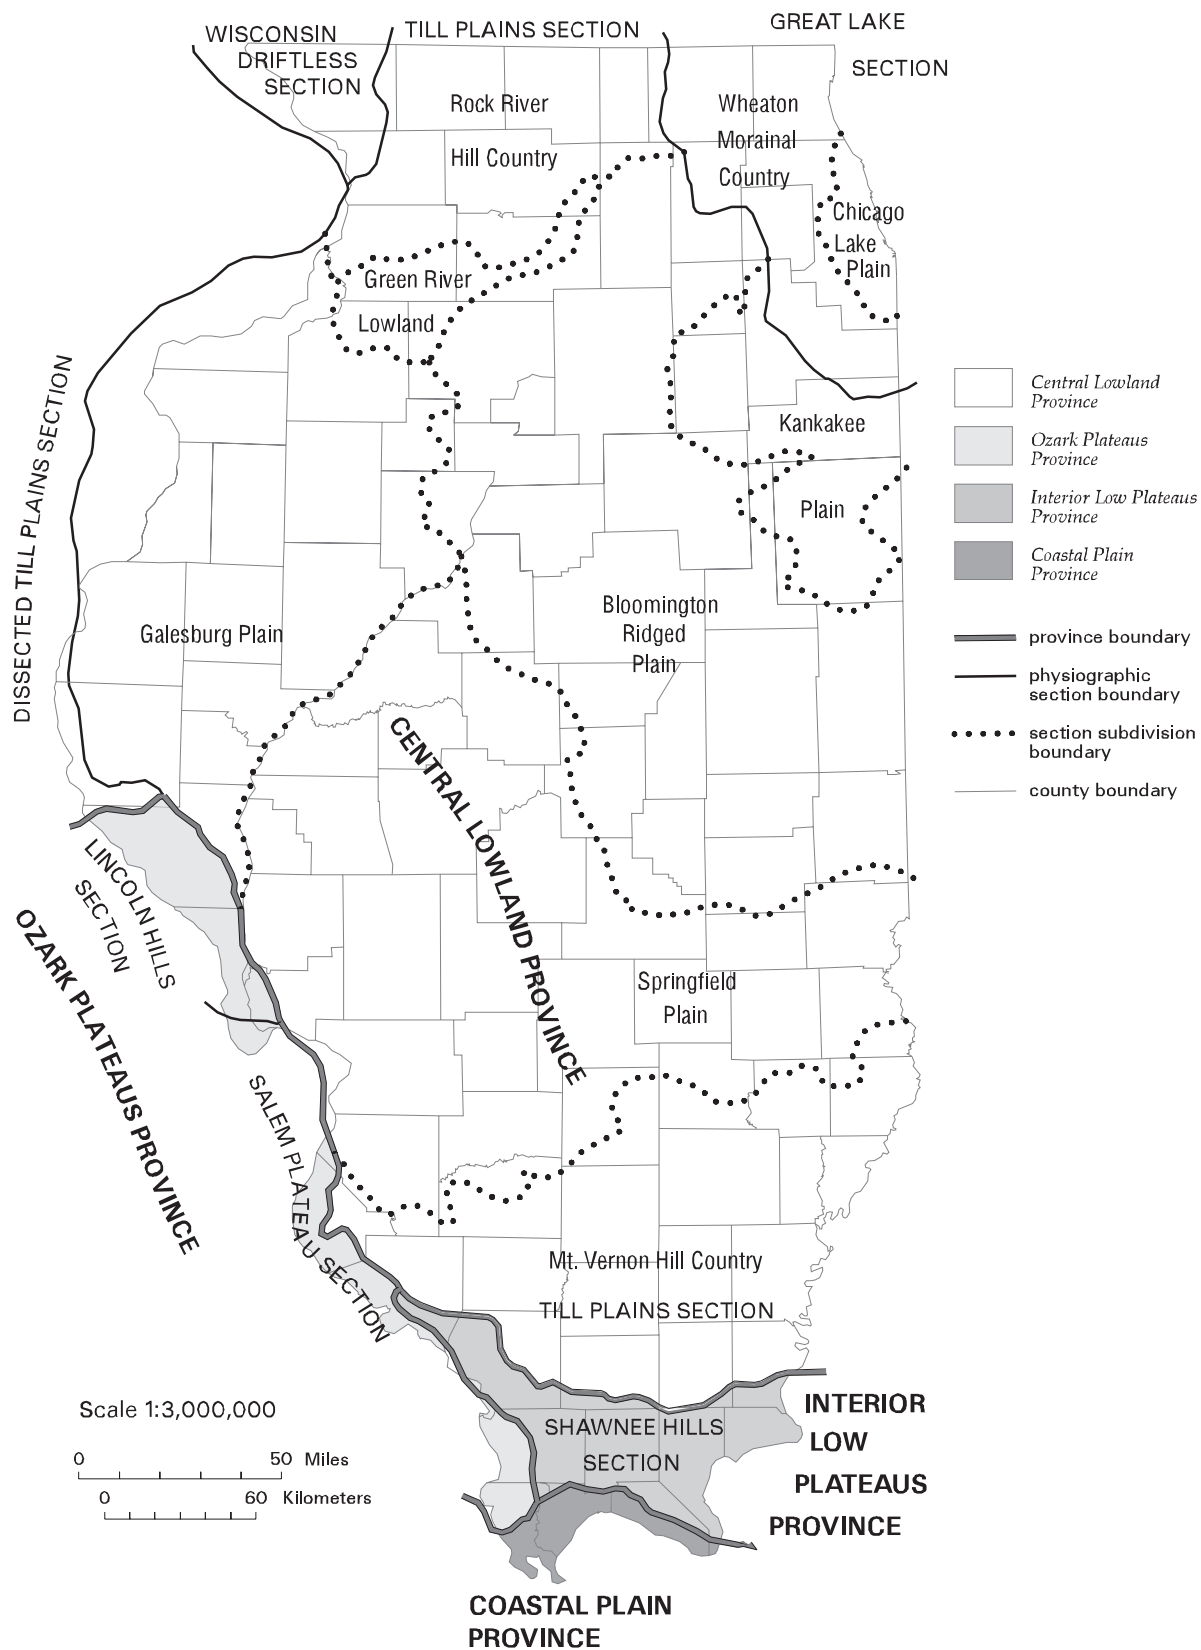 WISCONSIN
DRIFTLESS
SECTION
TILL PLAINS SECTION
GREAT LAKE
SECTION
Rock River
Hill Country
Wheaton
Morainal
Country
Chicago
Lake
Plain
Green River
Lowland
DISSECTED TILL PLAINS SECTION
Kankakee
Plain
Central Lowland
Province
Ozark Plateaus
Province
Interior Low Plateaus
Province
Coastal Plain
Province
province boundary
physiographic
section boundary
section subdivision
boundary
county boundary
Galesburg Plain
Bloomington
Ridged
Plain
CENTRAL LOWLAND PROVINCE
LINCOLN HILLS
SECTION
OZARK PLATEAUS PROVINCE
Springfield
Plain
SALEM PLATEAU SECTION
Mt. Vernon Hill Country
TILL PLAINS SECTION
Scale 1:3,000,000
0 50 Miles
0 60 Kilometers
SHAWNEE HILLS
SECTION
INTERIOR
LOW
PLATEAUS
PROVINCE
COASTAL PLAIN
PROVINCE